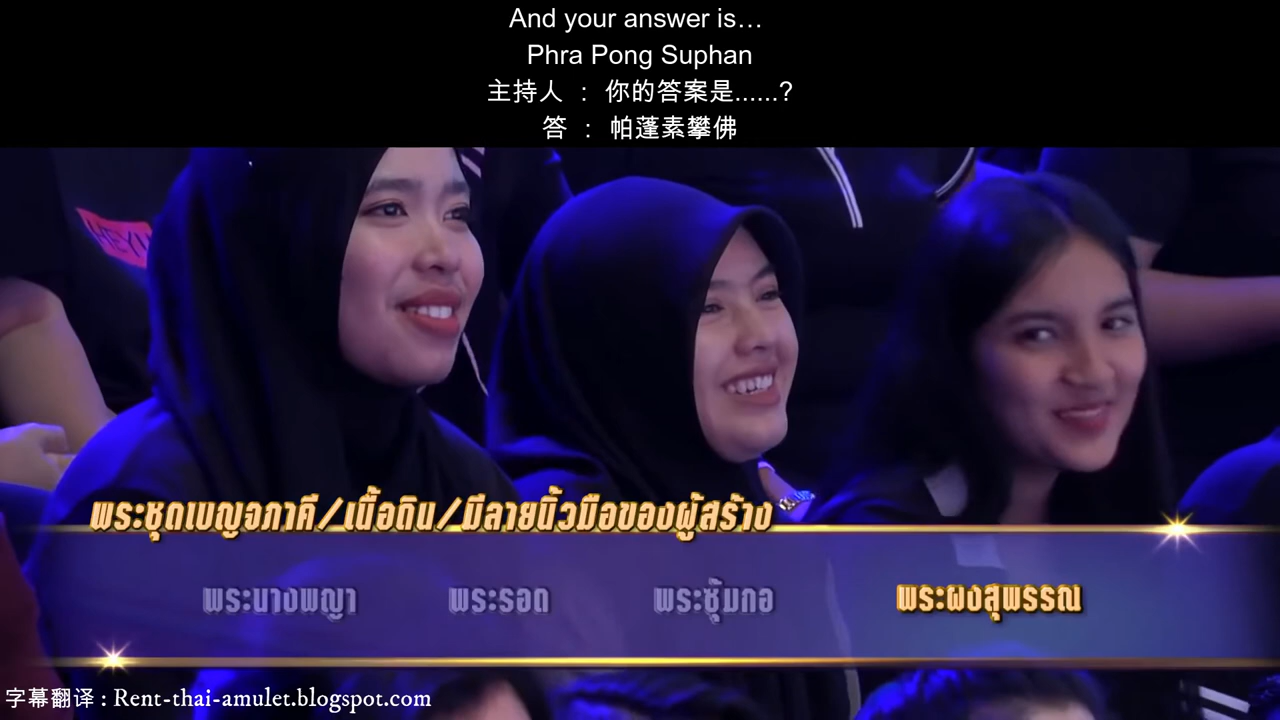 And your answer is...
Phra Pong Suphan
主持人 ： 你的答案是......?
答 ： 帕蓬素攀佛
พระชุดเบญจภาคี/เนื้อดิน/มีลายนิ้วมือของผู้สร้าง
พระนางพญา พระรอด พระซุ้มกอ พระผงสุพรรณ
字幕翻译 : Rent-thai-amulet.blogspot.com